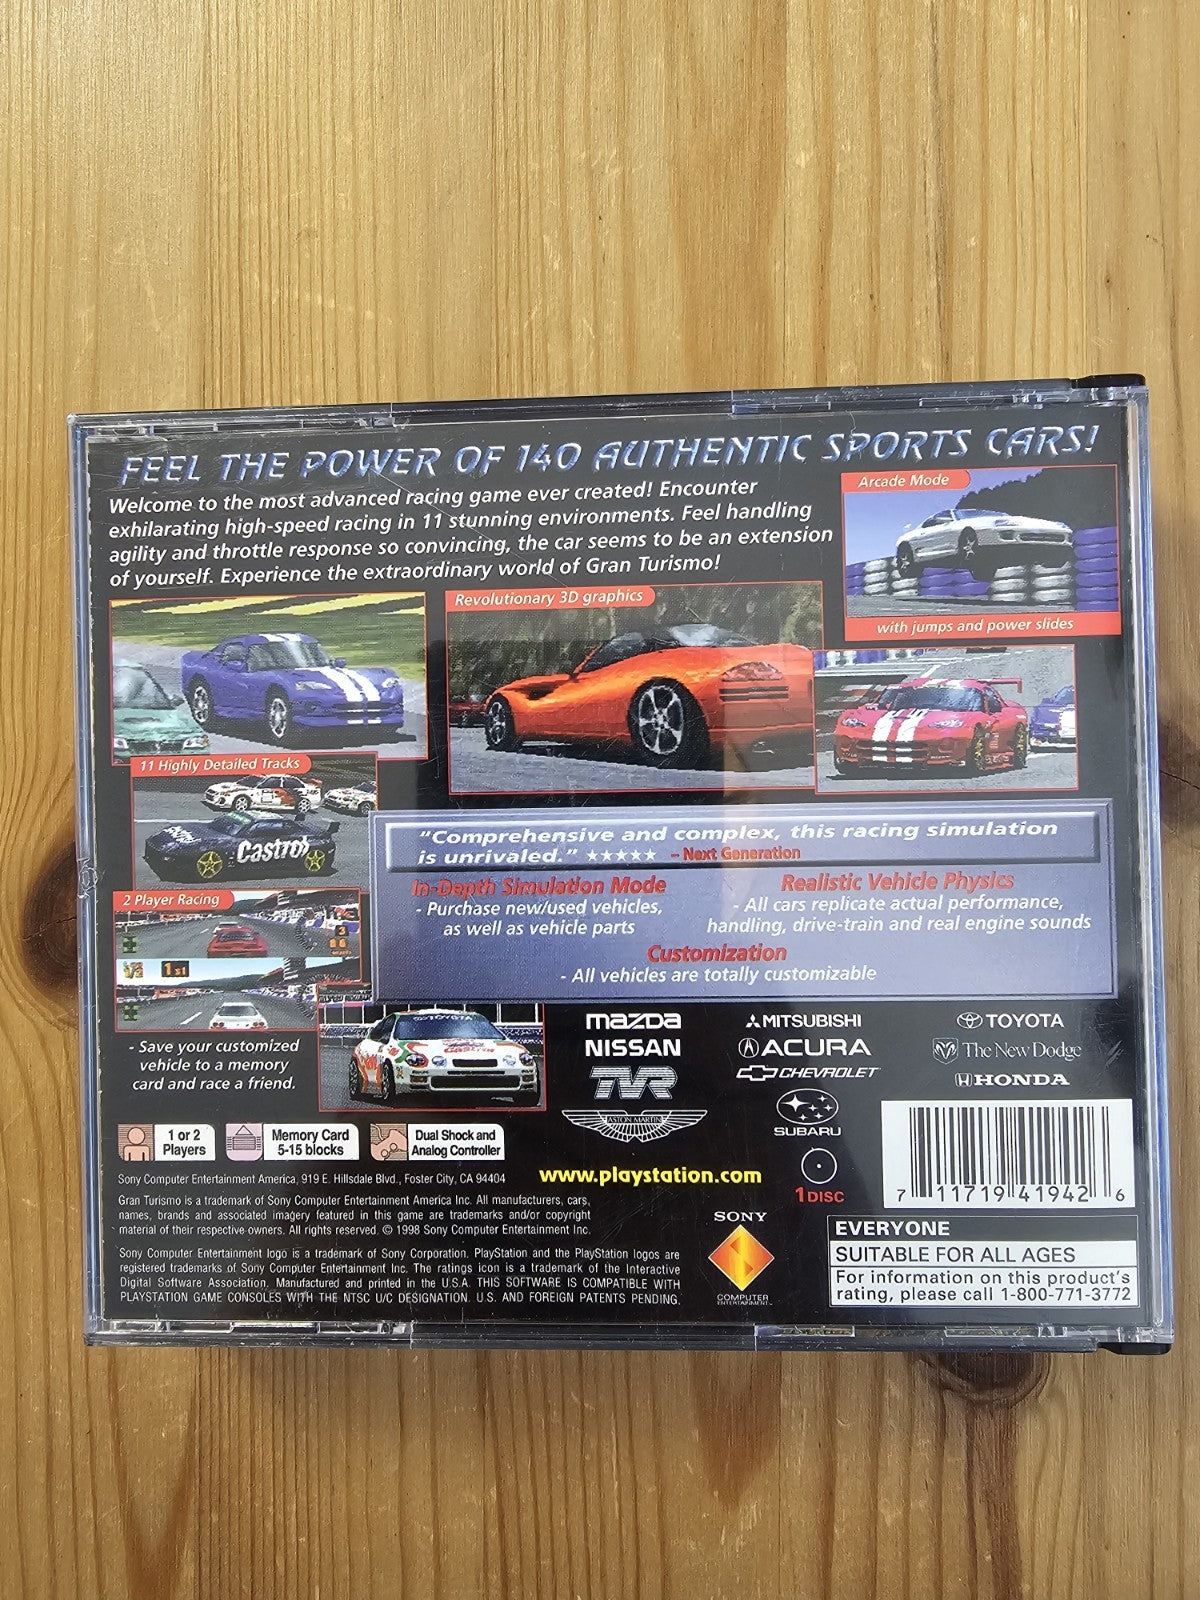 FEEL THE POWER OF 140 AUTHENTIC SPORTS CARS!
Welcome to the most advanced racing game ever created! Encounter
exhilarating high-speed racing in 11 stunning environments. Feel handling
agility and throttle response so convincing, the car seems to be an extension
of yourself. Experience the extraordinary world of Gran Turismo!
Arcade Mode
with jumps and power slides
Revolutionary 3D graphics
11 Highly Detailed Tracks
Castrol
"Comprehensive and complex, this racing simulation
is unrivaled." ★★★★★ – Next Generation
In-Depth Simulation Mode
- Purchase new/used vehicles,
as well as vehicle parts
Realistic Vehicle Physics
- All cars replicate actual performance,
handling, drive-train and real engine sounds
Customization
- All vehicles are totally customizable
2 Player Racing
1st
3
- Save your customized
vehicle to a memory
card and race a friend.
TOYOTA
Castrol
mazda
NISSAN
TVR
ASTON MARTIN
MITSUBISHI
ACURA
CHEVROLET
SUBARU
TOYOTA
The New Dodge
HONDA
1 or 2
Players
Memory Card
5-15 blocks
Dual Shock and
Analog Controller
Sony Computer Entertainment America, 919 E. Hillsdale Blvd., Foster City, CA 94404
www.playstation.com
1 DISC
7 11719 41942 6
Gran Turismo is a trademark of Sony Computer Entertainment America Inc. All manufacturers, cars,
names, brands and associated imagery featured in this game are trademarks and/or copyright
material of their respective owners. All rights reserved. © 1998 Sony Computer Entertainment Inc.
Sony Computer Entertainment logo is a trademark of Sony Corporation. PlayStation and the PlayStation logos are
registered trademarks of Sony Computer Entertainment Inc. The ratings icon is a trademark of the Interactive
Digital Software Association. Manufactured and printed in the U.S.A. THIS SOFTWARE IS COMPATIBLE WITH
PLAYSTATION GAME CONSOLES WITH THE NTSC U/C DESIGNATION. U.S. AND FOREIGN PATENTS PENDING.
SONY
COMPUTER
ENTERTAINMENT
EVERYONE
SUITABLE FOR ALL AGES
For information on this product's
rating, please call 1-800-771-3772